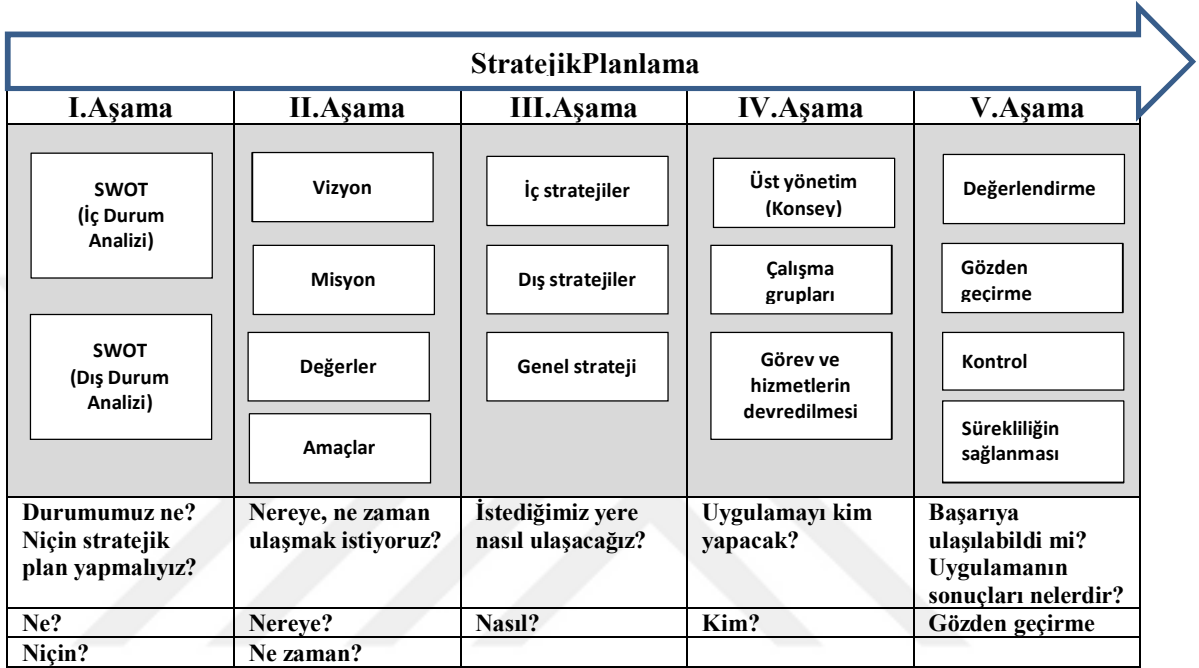 StratejikPlanlama
I.Aşama
II.Aşama
III.Aşama
IV.Aşama
V.Aşama
SWOT
(İç Durum
Analizi)
SWOT
(Dış Durum
Analizi)
Vizyon
Misyon
Değerler
Amaçlar
İç stratejiler
Dış stratejiler
Genel strateji
Üst yönetim
(Konsey)
Çalışma
grupları
Görev ve
hizmetlerin
devredilmesi
Değerlendirme
Gözden
geçirme
Kontrol
Sürekliliğin
sağlanması
Durumumuz ne?
Niçin stratejik
plan yapmalıyız?
Nereye, ne zaman
ulaşmak istiyoruz?
İstediğimiz yere
nasıl ulaşacağız?
Uygulamayı kim
yapacak?
Başarıya
ulaşılabildi mi?
Uygulamanın
sonuçları nelerdir?
Ne?
Nereye?
Nasıl?
Kim?
Gözden geçirme
Niçin?
Ne zaman?